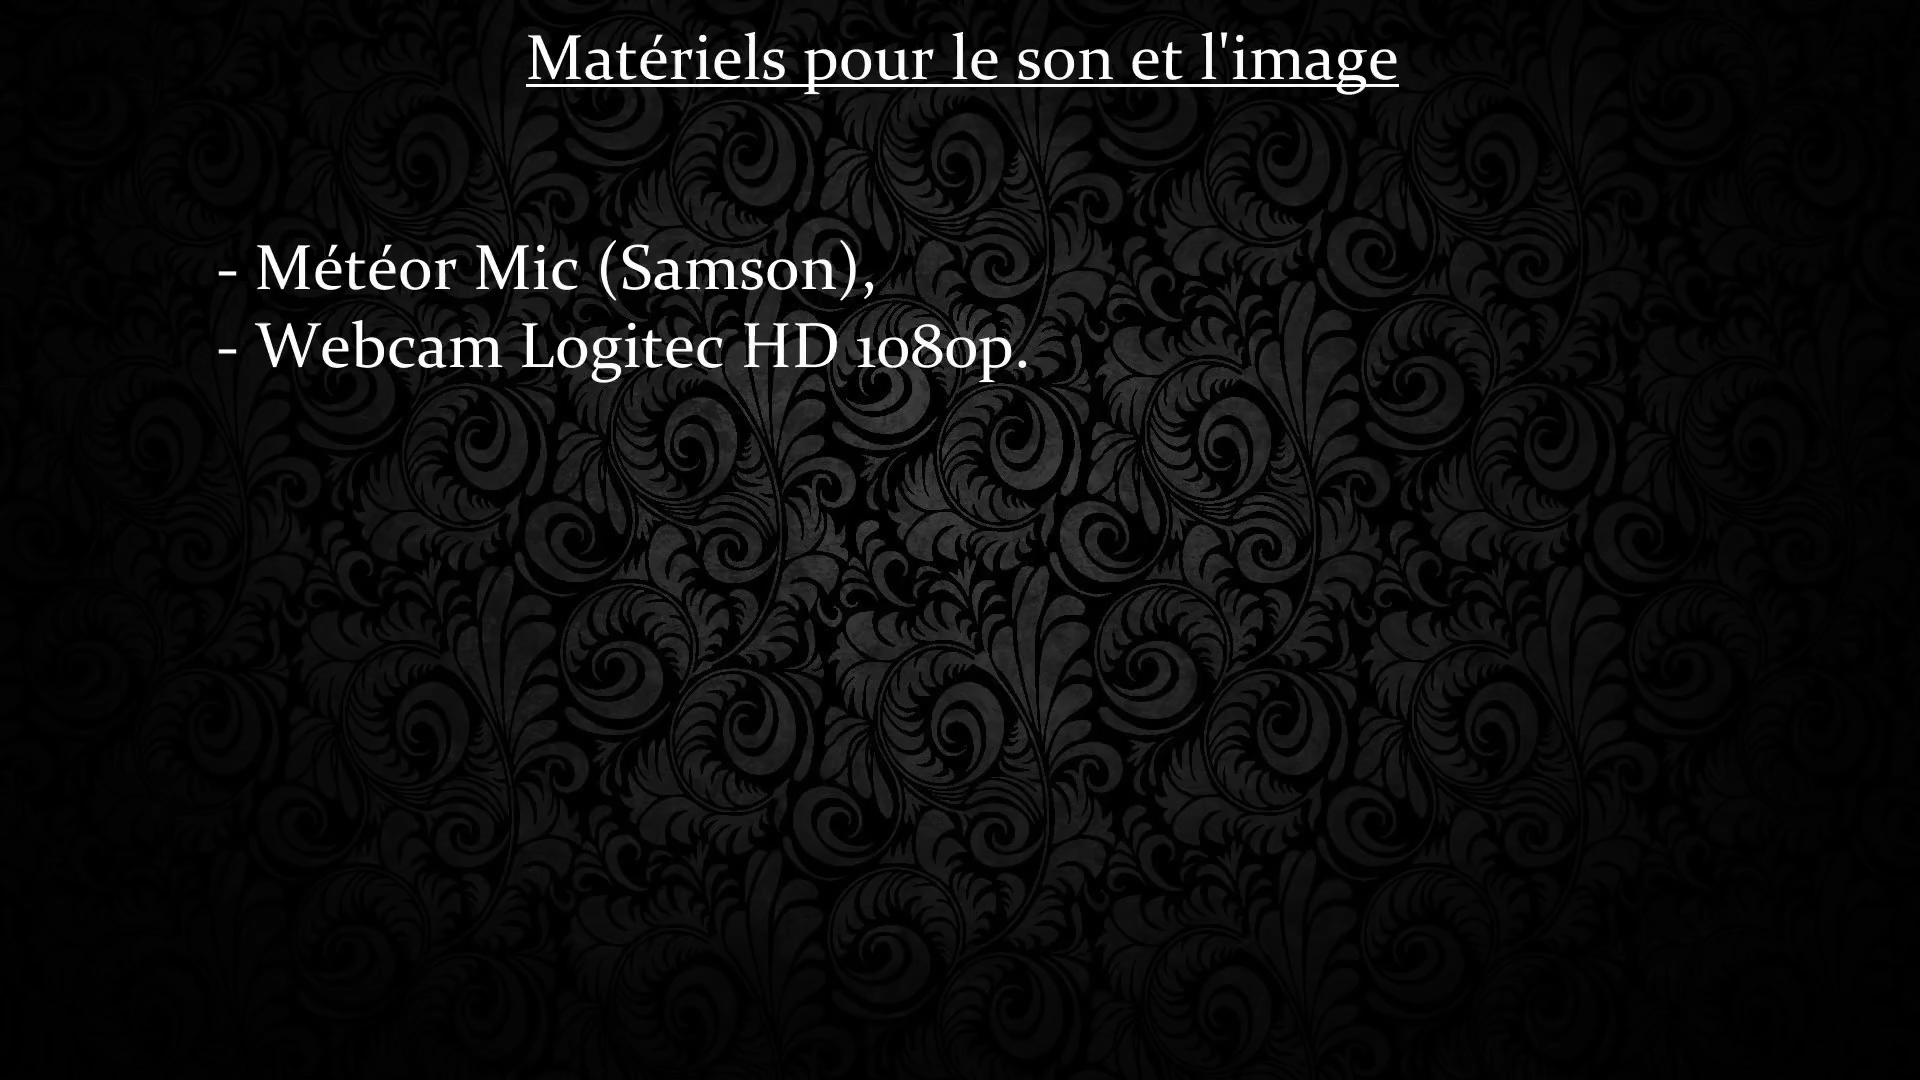 Matériels pour le son et l'image
- Météor Mic (Samson),
- Webcam Logitec HD 1080p.